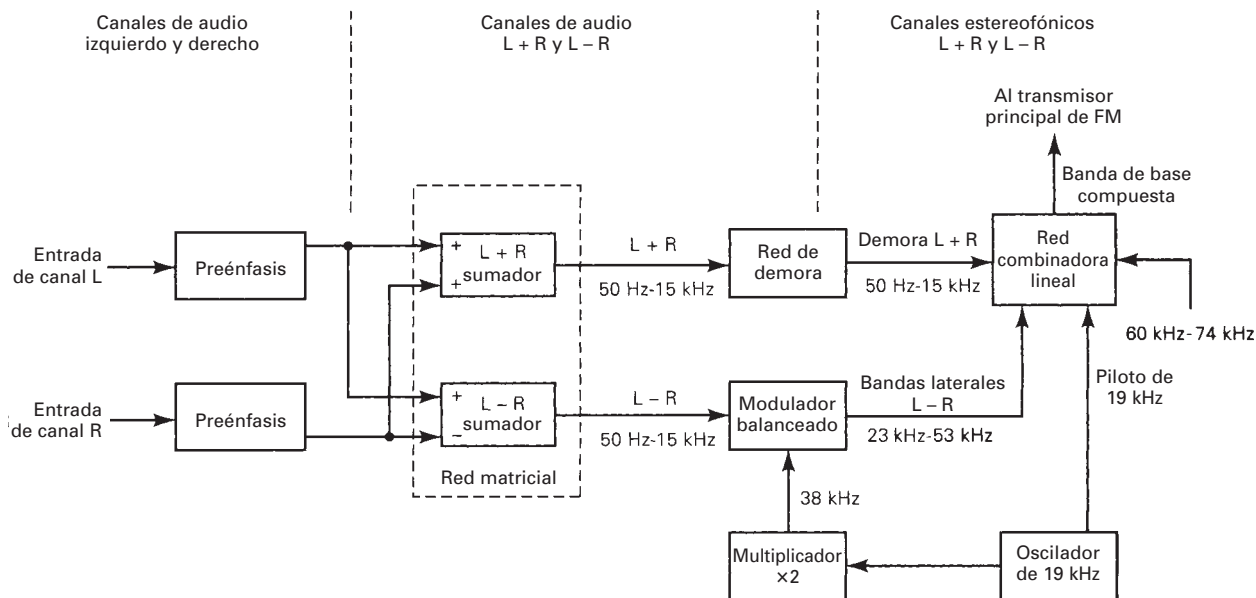 Canales de audio
izquierdo y derecho
Canales de audio
L + R y L – R
Canales estereofónicos
L + R y L – R
Al transmisor
principal de FM
Banda de base
compuesta
Entrada
de canal L
Preénfasis
+
+
L + R
sumador
L + R
50 Hz-15 kHz
Red de
demora
Demora L + R
50 Hz-15 kHz
Red
combinadora
lineal
60 kHz-74 kHz
Entrada
de canal R
Preénfasis
+
–
L – R
sumador
Red matricial
L – R
50 Hz-15 kHz
Modulador
balanceado
Bandas laterales
L – R
23 kHz-53 kHz
Piloto de
19 kHz
38 kHz
Multiplicador
×2
Oscilador
de 19 kHz